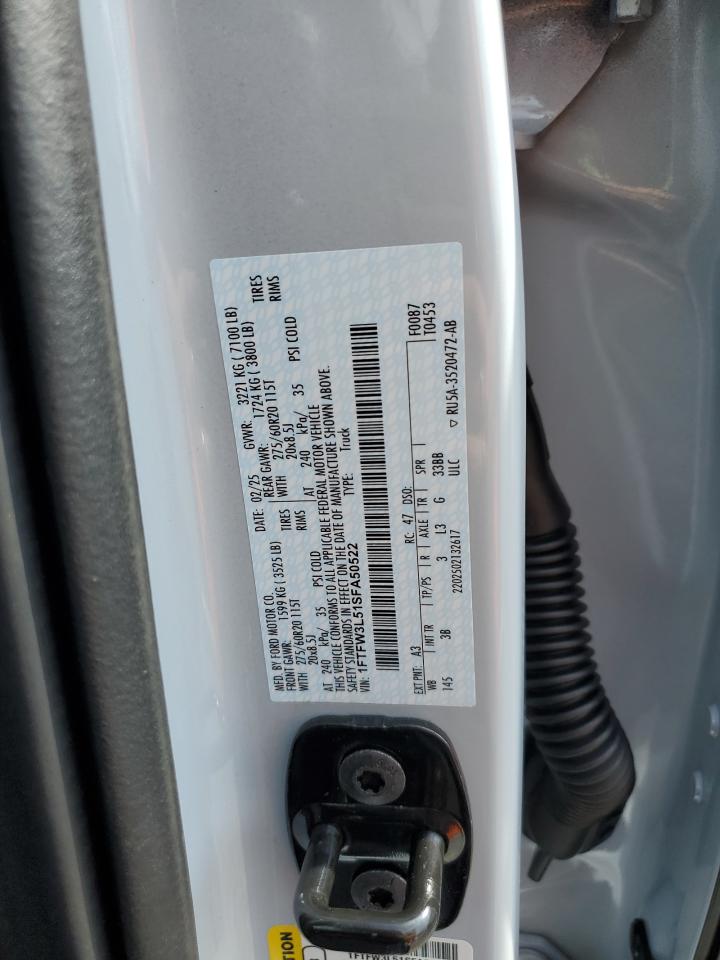 MFD. BY FORD MOTOR CO. DATE: 02/25 GVWR: 3221 KG ( 7100 LB)
FRONT GAWR: 1599 KG ( 3525 LB) REAR GAWR: 1724 KG ( 3800 LB)
WITH 275/60R20 115T TIRES WITH 275/60R20 115T TIRES
20x8.5J RIMS 20x8.5J RIMS
AT 240 kPa/ 35 PSI COLD AT 240 kPa/ 35 PSI COLD
THIS VEHICLE CONFORMS TO ALL APPLICABLE FEDERAL MOTOR VEHICLE
SAFETY STANDARDS IN EFFECT ON THE DATE OF MANUFACTURE SHOWN ABOVE.
VIN: 1FTFW3L51SFA50522 TYPE: Truck
EXT PNT: A3 RC: 47 DSO: F0087
WB INT TR TP/PS R AXLE TR SPR T0453
145 3B 3 L3 G 33BB
2202502132617 ULC ▽ RU5A-3520472-AB